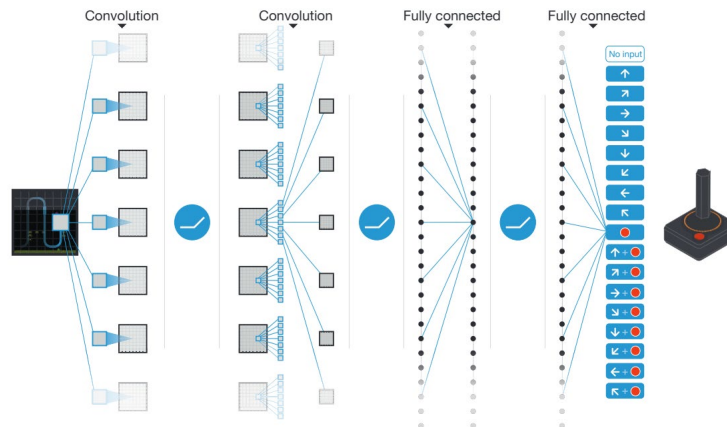 Convolution
Convolution
Fully connected
Fully connected
No input
+
+
+
+
+
+
+
+